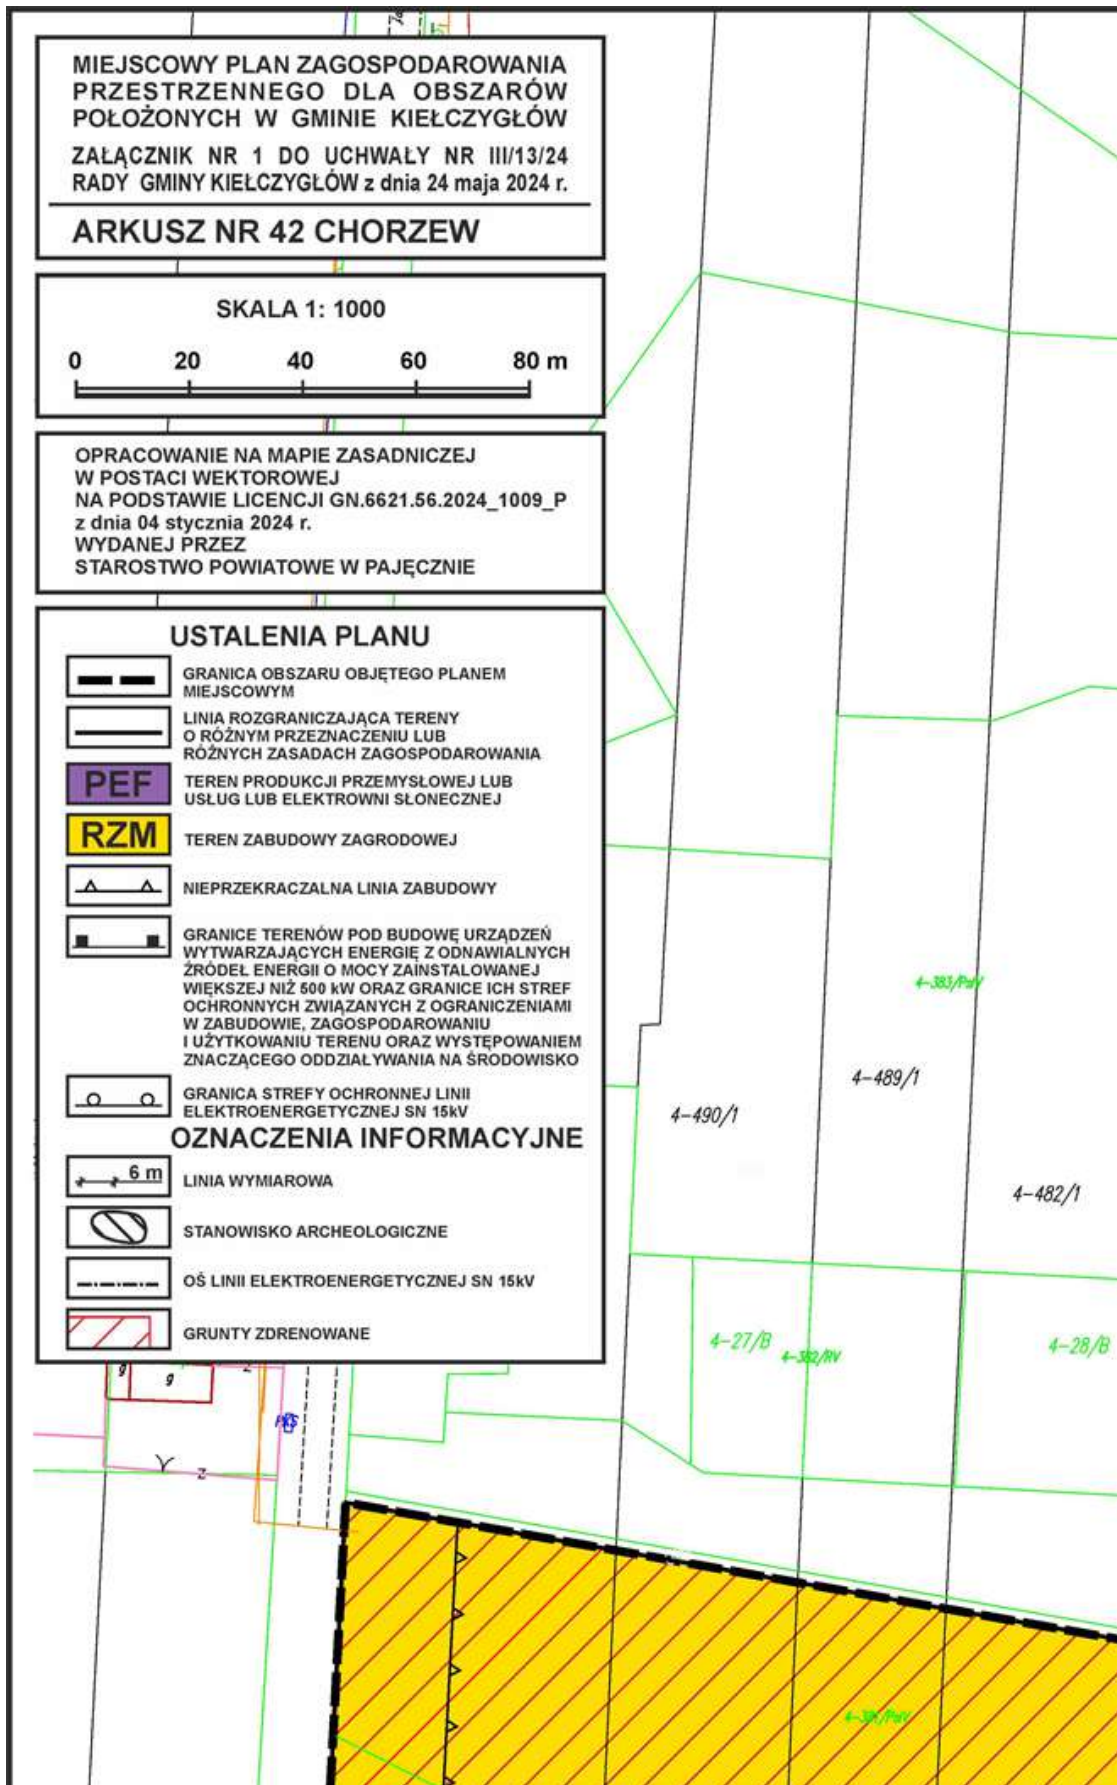 MIEJSCOWY PLAN ZAGOSPODAROWANIA
PRZESTRZENNEGO DLA OBSZARÓW
POŁOŻONYCH W GMINIE KIEŁCZYGŁÓW
ZAŁĄCZNIK NR 1 DO UCHWAŁY NR III/13/24
RADY GMINY KIEŁCZYGŁÓW z dnia 24 maja 2024 r.
ARKUSZ NR 42 CHORZEW
SKALA 1: 1000
0 20 40 60 80 m
OPRACOWANIE NA MAPIE ZASADNICZEJ
W POSTACI WEKTOROWEJ
NA PODSTAWIE LICENCJI GN.6621.56.2024_1009_P
z dnia 04 stycznia 2024 r.
WYDANEJ PRZEZ
STAROSTWO POWIATOWE W PAJĘCZNIE
USTALENIA PLANU
GRANICA OBSZARU OBJĘTEGO PLANEM
MIEJSCOWYM
LINIA ROZGRANICZAJĄCA TERENY
O RÓŻNYM PRZEZNACZENIU LUB
RÓŻNYCH ZASADACH ZAGOSPODAROWANIA
PEF
TEREN PRODUKCJI PRZEMYSŁOWEJ LUB
USŁUG LUB ELEKTROWNI SŁONECZNEJ
RZM
TEREN ZABUDOWY ZAGRODOWEJ
NIEPRZEKRACZALNA LINIA ZABUDOWY
GRANICE TERENÓW POD BUDOWĘ URZĄDZEŃ
WYTWARZAJĄCYCH ENERGIĘ Z ODNAWIALNYCH
ŹRÓDEŁ ENERGII O MOCY ZAINSTALOWANEJ
WIĘKSZEJ NIŻ 500 kW ORAZ GRANICE ICH STREF
OCHRONNYCH ZWIĄZANYCH Z OGRANICZENIAMI
W ZABUDOWIE, ZAGOSPODAROWANIU
I UŻYTKOWANIU TERENU ORAZ WYSTĘPOWANIEM
ZNACZĄCEGO ODDZIAŁYWANIA NA ŚRODOWISKO
GRANICA STREFY OCHRONNEJ LINII
ELEKTROENERGETYCZNEJ SN 15kV
OZNACZENIA INFORMACYJNE
6 m
LINIA WYMIAROWA
STANOWISKO ARCHEOLOGICZNE
OŚ LINII ELEKTROENERGETYCZNEJ SN 15kV
GRUNTY ZDRENOWANE
4-383/PsIV
4-489/1
4-490/1
4-482/1
4-27/B
4-382/RV
4-28/B
g
g
z
PKS
z
4-381/PsIV